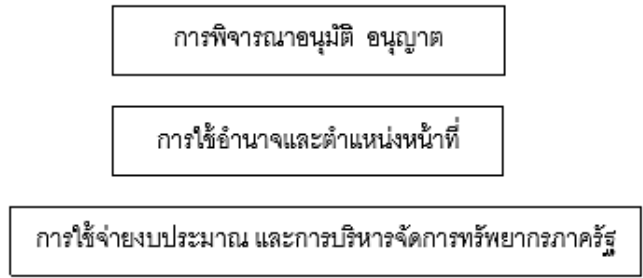 การพิจารณาอนุมัติ อนุญาต
การใช้อำนาจและตำแหน่งหน้าที่
การใช้จ่ายงบประมาณ และการบริหารจัดการทรัพยากรภาครัฐ